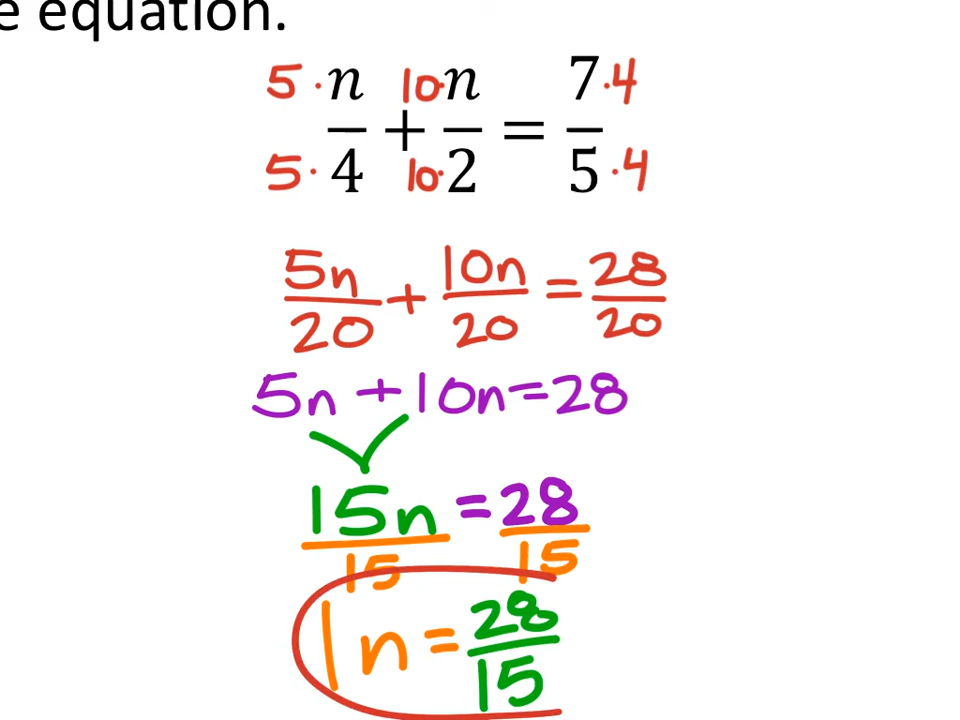 e equation.
5 · n/4 · 5 + 10 · n/2 · 10 = 7 · 4/5 · 4
5n/20 + 10n/20 = 28/20
5n + 10n = 28
15n/15 = 28/15
1n = 28/15